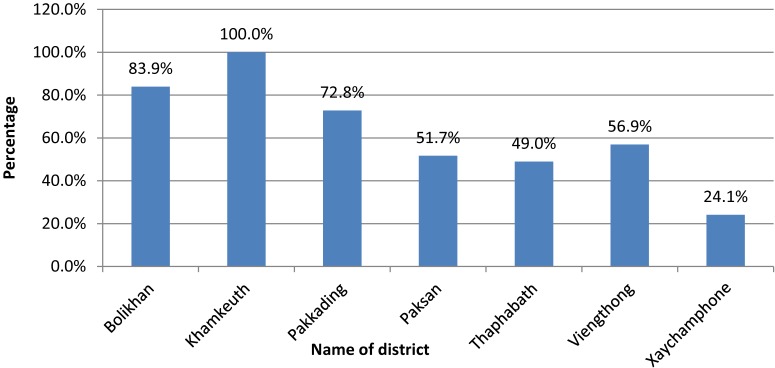 120.0%
100.0%
80.0%
60.0%
40.0%
20.0%
0.0%
Percentage
83.9%
100.0%
72.8%
51.7%
49.0%
56.9%
24.1%
Bolikhan
Khamkeuth
Pakkading
Paksan
Thaphabath
Viengthong
Xaychamphone
Name of district